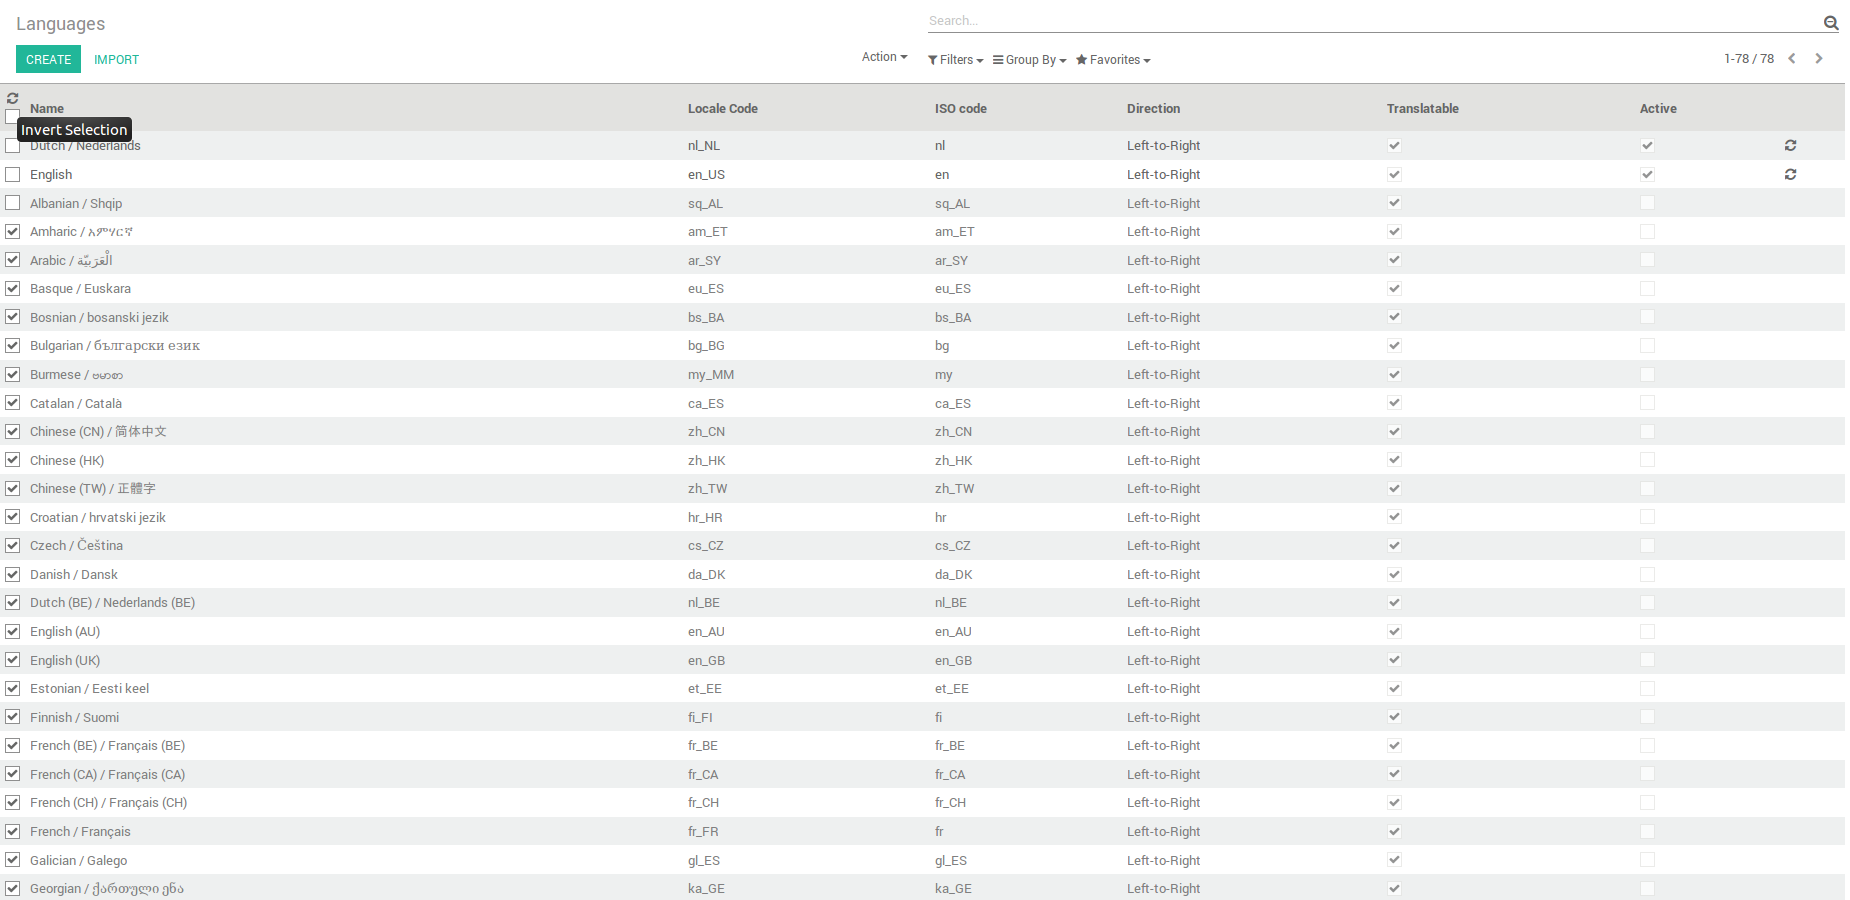 Languages
Search...
CREATE IMPORT Action Filters Group By Favorites 1-78 / 78
Name Locale Code ISO code Direction Translatable Active
Invert Selection
Dutch / Nederlands nl_NL nl Left-to-Right
English en_US en Left-to-Right
Albanian / Shqip sq_AL sq_AL Left-to-Right
Amharic / አምሃርኛ am_ET am_ET Left-to-Right
Arabic / الْعَرَبيّة ar_SY ar_SY Left-to-Right
Basque / Euskara eu_ES eu_ES Left-to-Right
Bosnian / bosanski jezik bs_BA bs_BA Left-to-Right
Bulgarian / български език bg_BG bg Left-to-Right
Burmese / ဗမာစာ my_MM my Left-to-Right
Catalan / Català ca_ES ca_ES Left-to-Right
Chinese (CN) / 简体中文 zh_CN zh_CN Left-to-Right
Chinese (HK) zh_HK zh_HK Left-to-Right
Chinese (TW) / 正體字 zh_TW zh_TW Left-to-Right
Croatian / hrvatski jezik hr_HR hr Left-to-Right
Czech / Čeština cs_CZ cs_CZ Left-to-Right
Danish / Dansk da_DK da_DK Left-to-Right
Dutch (BE) / Nederlands (BE) nl_BE nl_BE Left-to-Right
English (AU) en_AU en_AU Left-to-Right
English (UK) en_GB en_GB Left-to-Right
Estonian / Eesti keel et_EE et_EE Left-to-Right
Finnish / Suomi fi_FI fi Left-to-Right
French (BE) / Français (BE) fr_BE fr_BE Left-to-Right
French (CA) / Français (CA) fr_CA fr_CA Left-to-Right
French (CH) / Français (CH) fr_CH fr_CH Left-to-Right
French / Français fr_FR fr Left-to-Right
Galician / Galego gl_ES gl_ES Left-to-Right
Georgian / ქართული ენა ka_GE ka_GE Left-to-Right